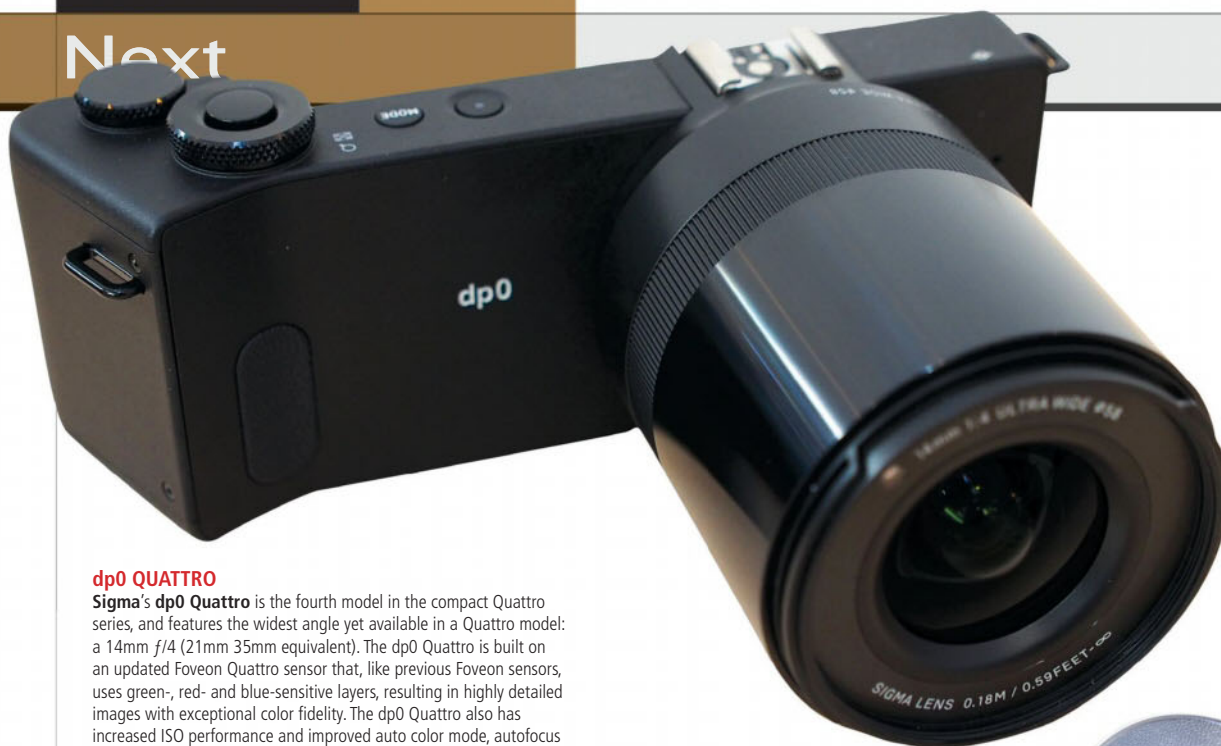 Next
MODE
dp0
14mm 1:4 ULTRA WIDE ø58
SIGMA LENS 0.18M / 0.59FEET-∞
dp0 QUATTRO
Sigma's dp0 Quattro is the fourth model in the compact Quattro
series, and features the widest angle yet available in a Quattro model:
a 14mm ƒ/4 (21mm 35mm equivalent). The dp0 Quattro is built on
an updated Foveon Quattro sensor that, like previous Foveon sensors,
uses green-, red- and blue-sensitive layers, resulting in highly detailed
images with exceptional color fidelity. The dp0 Quattro also has
increased ISO performance and improved auto color mode, autofocus